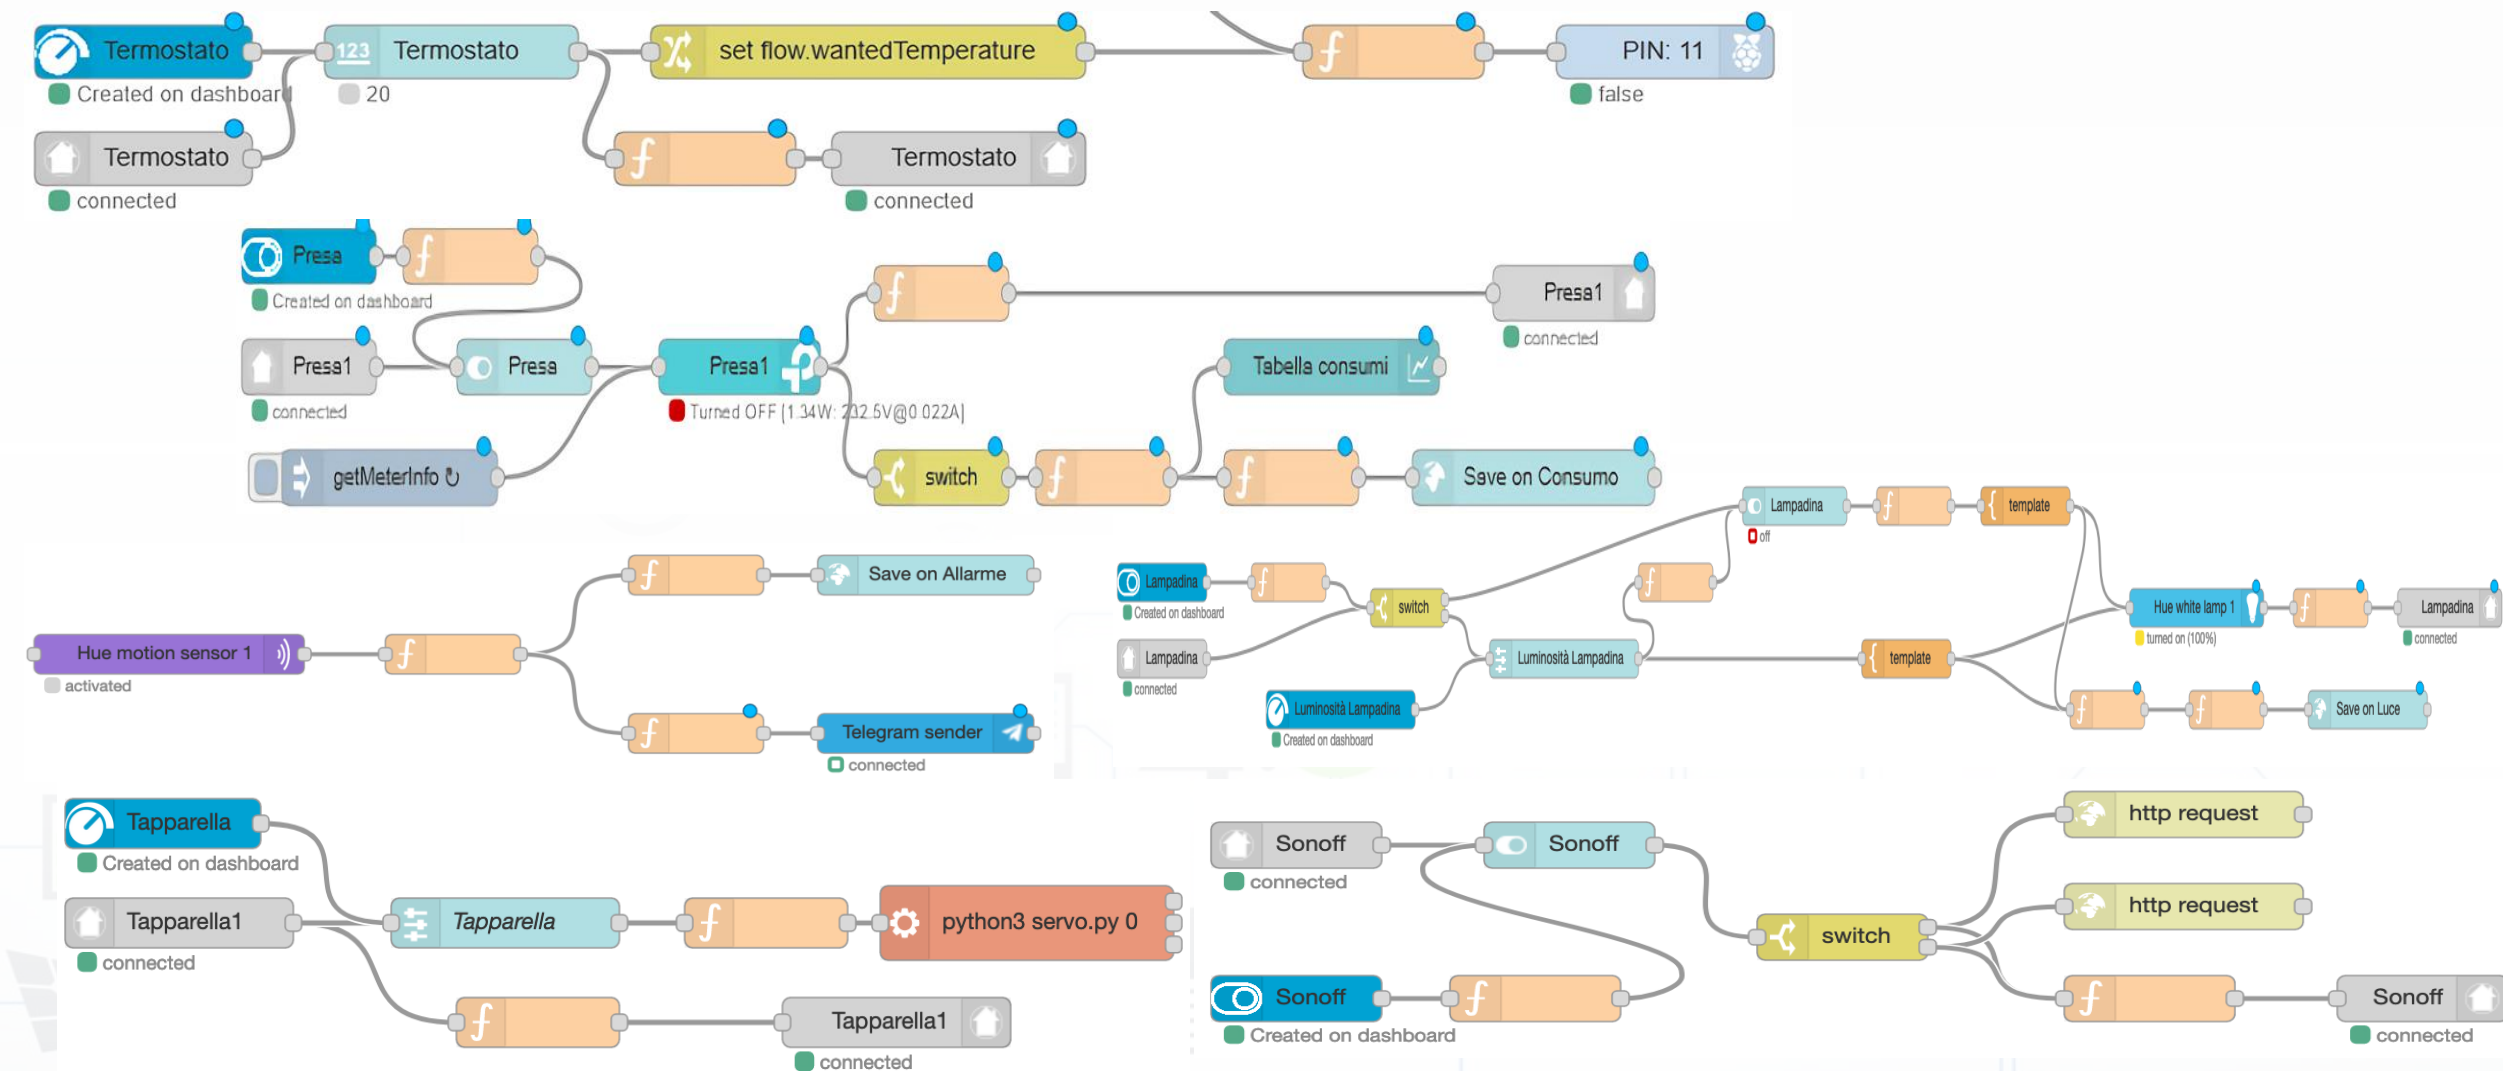 Termostato
123 Termostato
set flow.wantedTemperature
f
PIN: 11
Created on dashboard
20
false
Termostato
f
Termostato
connected
connected
Presa
f
Created on dashboard
f
Presa1
connected
Presa1
Presa
Presa1
Tabella consumi
connected
Turned OFF (1.34W: 232.5V@0.022A)
getMeterInfo ↻
switch
f
f
Save on Consumo
Lampadina
f
{ template
off
f
Save on Allarme
Lampadina
f
switch
f
Hue white lamp 1
f
Lampadina
Created on dashboard
turned on (100%)
connected
Hue motion sensor 1
f
activated
Lampadina
Luminosità Lampadina
{ template
connected
Luminosità Lampadina
f
f
Save on Luce
Created on dashboard
f
Telegram sender
connected
Tapparella
Created on dashboard
Tapparella1
Tapparella
f
python3 servo.py 0
connected
f
Tapparella1
connected
Sonoff
Sonoff
http request
connected
http request
switch
Sonoff
f
f
Sonoff
Created on dashboard
connected